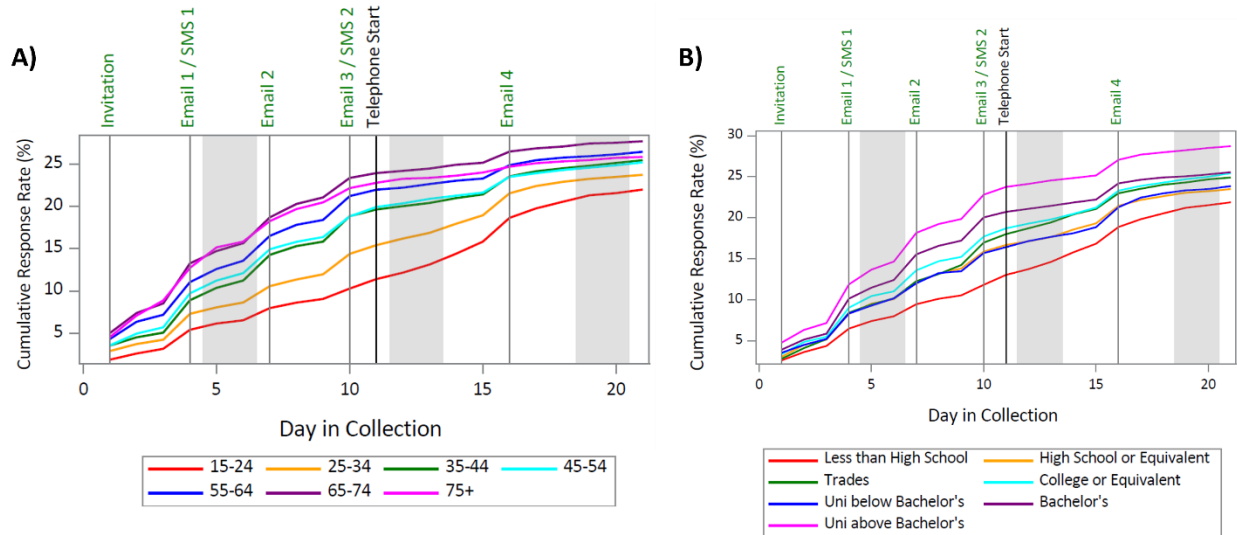 A)
Invitation
Email 1 / SMS 1
Email 2
Email 3 / SMS 2
Telephone Start
Email 4
Cumulative Response Rate (%)
25
20
15
10
5
0 5 10 15 20
Day in Collection
15-24 25-34 35-44 45-54
55-64 65-74 75+
B)
Invitation
Email 1 / SMS 1
Email 2
Email 3 / SMS 2
Telephone Start
Email 4
Cumulative Response Rate (%)
30
25
20
15
10
5
0 5 10 15 20
Day in Collection
Less than High School High School or Equivalent
Trades College or Equivalent
Uni below Bachelor's Bachelor's
Uni above Bachelor's